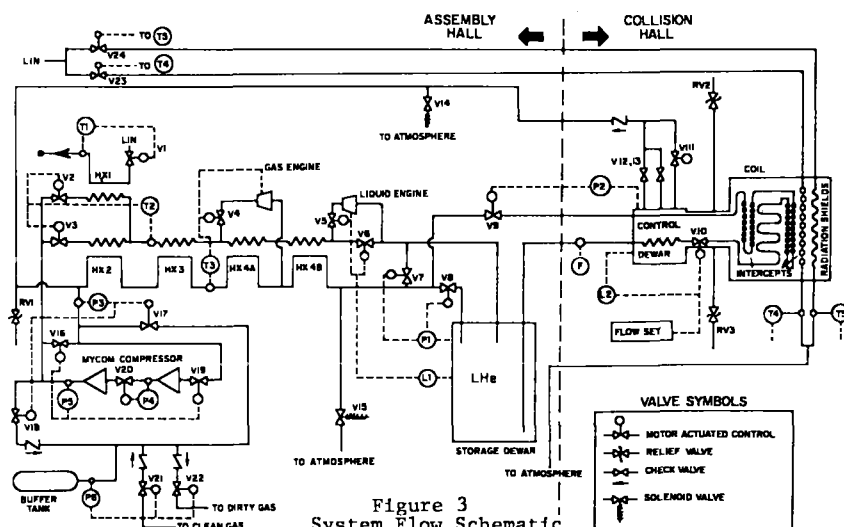 ASSEMBLY HALL
COLLISION HALL
TO T5
V24
LIN
TO T4
V23
V14
TO ATMOSPHERE
RV2
T1
LIN
V1
HX1
V2
V3
T2
GAS ENGINE
V4
LIQUID ENGINE
V5
V6
V12,13
V111
P2
V9
COIL
CONTROL
DEWAR
V10
INTERCEPTS
RADIATION SHIELDS
HX2
HX3
T3
HX4A
HX4B
V7
V8
F
L2
RV1
P3
V17
P1
FLOW SET
RV3
T4
T5
V16
MYCOM COMPRESSOR
V20
V19
P5
P4
L1
LHe
V18
V15
TO ATMOSPHERE
STORAGE DEWAR
TO ATMOSPHERE
BUFFER TANK
P6
V21
V22
TO DIRTY GAS
TO CLEAN GAS
VALVE SYMBOLS
MOTOR ACTUATED CONTROL
RELIEF VALVE
CHECK VALVE
SOLENOID VALVE
Figure 3
System Flow Schematic